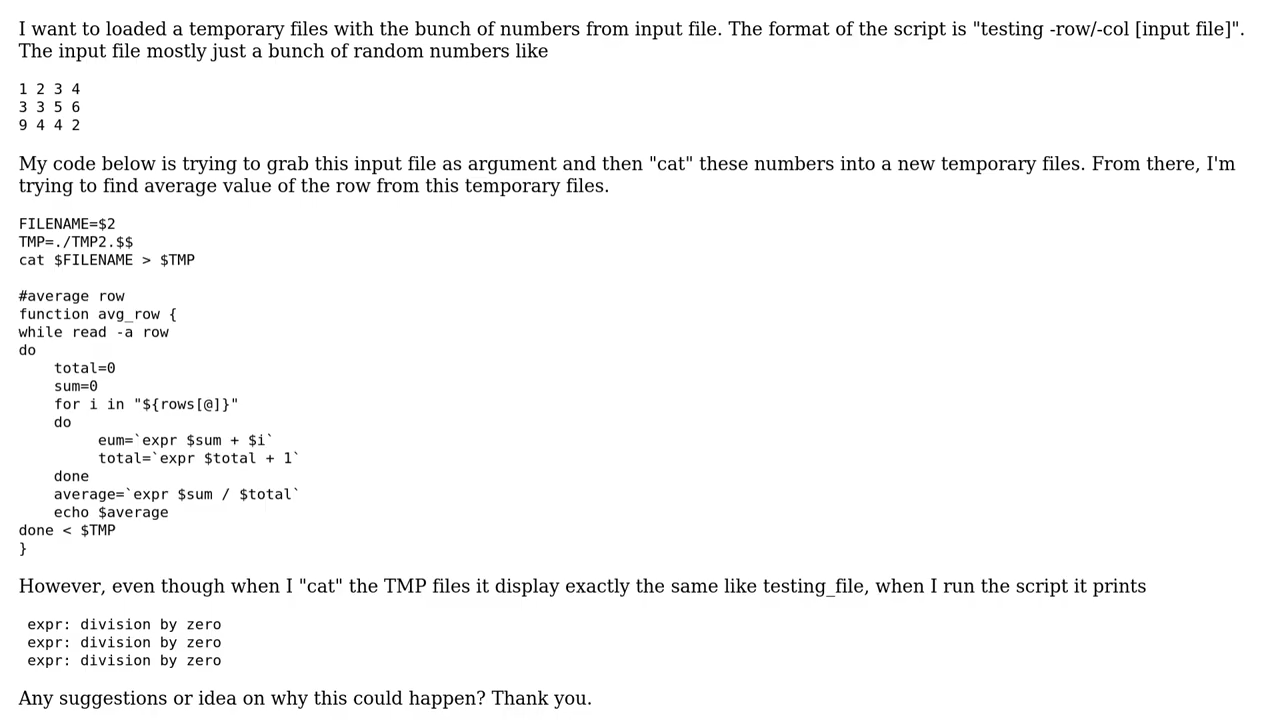 I want to loaded a temporary files with the bunch of numbers from input file. The format of the script is "testing -row/-col [input file]".
The input file mostly just a bunch of random numbers like
1 2 3 4
3 3 5 6
9 4 4 2
My code below is trying to grab this input file as argument and then "cat" these numbers into a new temporary files. From there, I'm
trying to find average value of the row from this temporary files.
FILENAME=$2
TMP=./TMP2.$$
cat $FILENAME > $TMP
#average row
function avg_row {
while read -a row
do
    total=0
    sum=0
    for i in "${rows[@]}"
    do
         eum=`expr $sum + $i`
         total=`expr $total + 1`
    done
    average=`expr $sum / $total`
    echo $average
done < $TMP
}
However, even though when I "cat" the TMP files it display exactly the same like testing_file, when I run the script it prints
 expr: division by zero
 expr: division by zero
 expr: division by zero
Any suggestions or idea on why this could happen? Thank you.